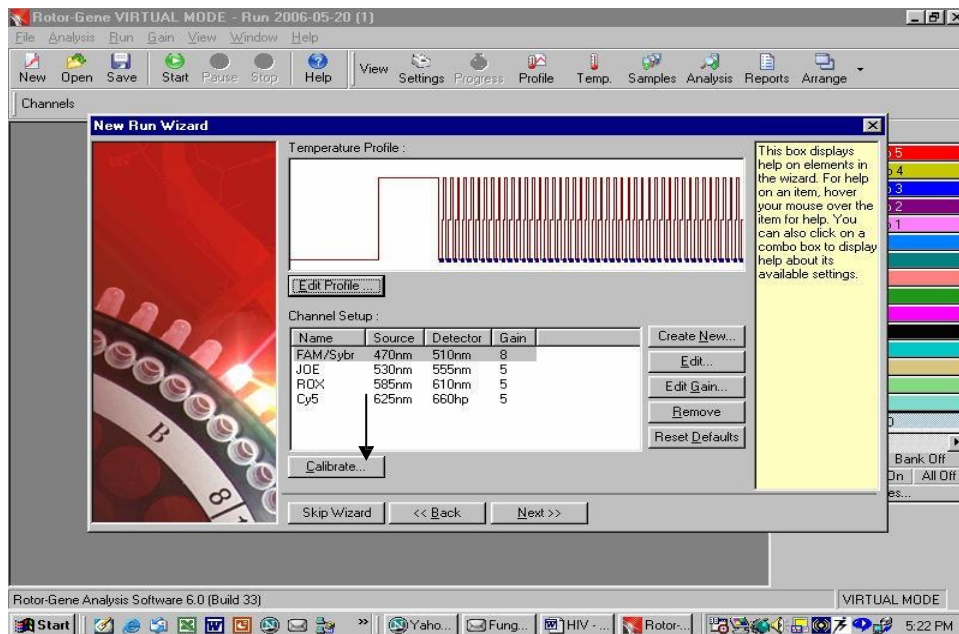 Rotor-Gene VIRTUAL MODE - Run 2006-05-20 (1)
File Analysis Run Gain View Window Help
New Open Save Start Pause Stop Help View Settings Progress Profile Temp. Samples Analysis Reports Arrange
Channels
New Run Wizard
Temperature Profile :
Edit Profile ...
Channel Setup :
Name Source Detector Gain
FAM/Sybr 470nm 510nm 8
JOE 530nm 555nm 5
ROX 585nm 610nm 5
Cy5 625nm 660hp 5
Create New...
Edit...
Edit Gain...
Remove
Reset Defaults
Calibrate...
Skip Wizard << Back Next >>
This box displays
help on elements in
the wizard. For help
on an item, hover
your mouse over the
item for help. You
can also click on a
combo box to display
help about its
available settings.
5
4
3
2
1
Bank Off
On All Off
es...
B
8
Rotor-Gene Analysis Software 6.0 (Build 33) VIRTUAL MODE
Start » Yaho... Fung... HIV - ... Rotor-... 5:22 PM